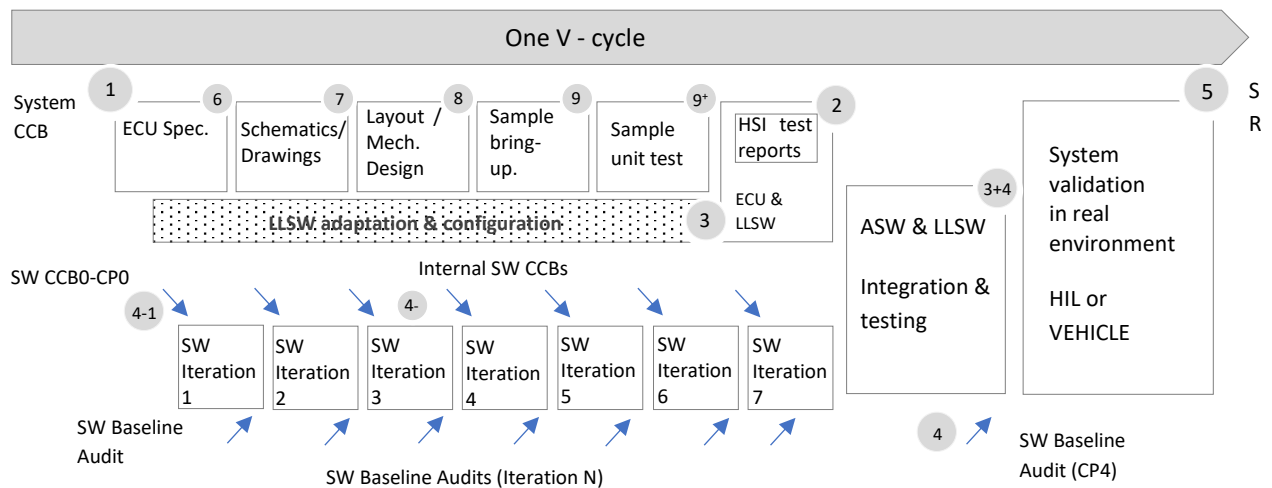 One V - cycle
System
CCB
1
ECU Spec.
6
Schematics/
Drawings
7
Layout /
Mech.
Design
8
Sample
bring-
up.
9
Sample
unit test
9+
HSI test
reports
ECU &
LLSW
2
LLSW adaptation & configuration
3
ASW & LLSW
Integration &
testing
3+4
System
validation
in real
environment
HIL or
VEHICLE
5
S
R
Internal SW CCBs
SW CCB0-CP0
4-1
4-
SW
Iteration
1
SW
Iteration
2
SW
Iteration
3
SW
Iteration
4
SW
Iteration
5
SW
Iteration
6
SW
Iteration
7
SW Baseline
Audit
SW Baseline Audits (Iteration N)
4
SW Baseline
Audit (CP4)